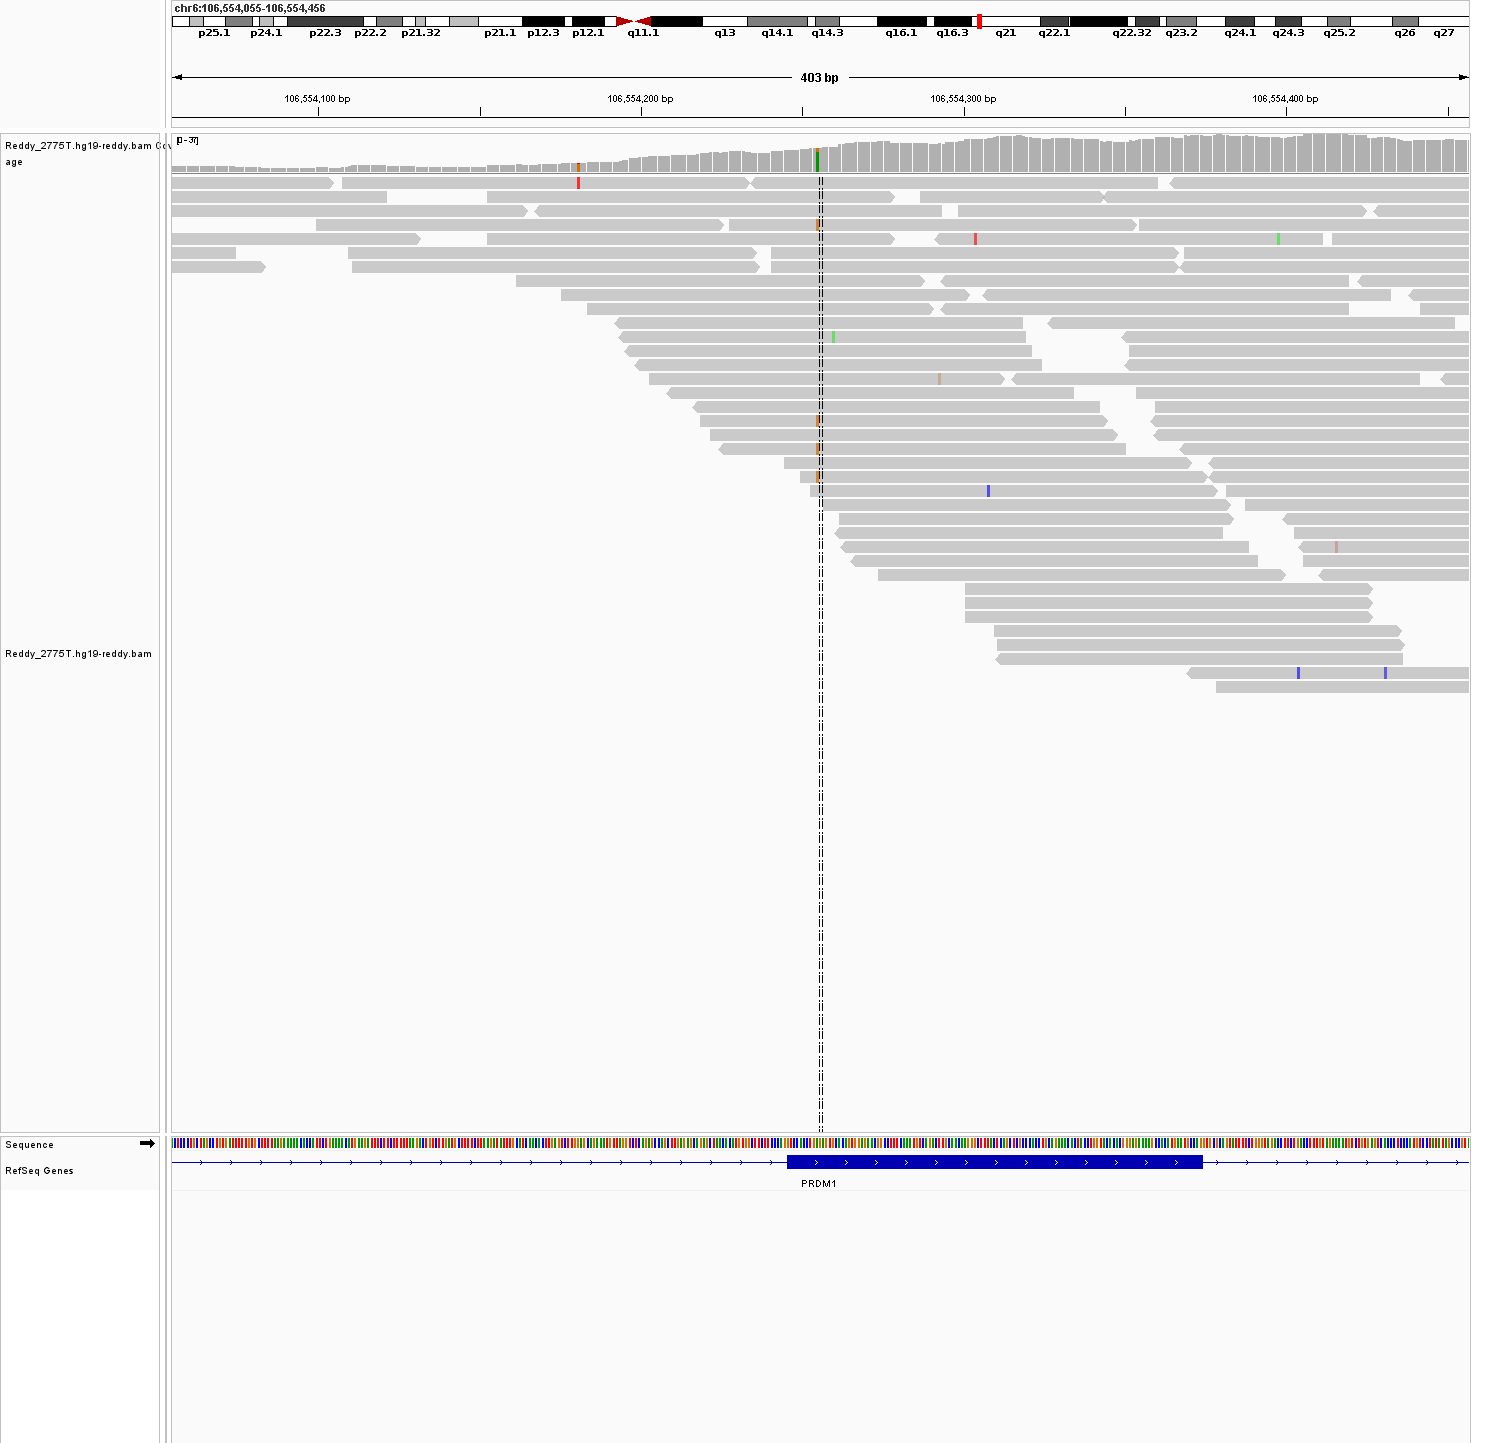 chr6:106,554,055-106,554,456
p25.1 p24.1 p22.3 p22.2 p21.32 p21.1 p12.3 p12.1 q11.1 q13 q14.1 q14.3 q16.1 q16.3 q21 q22.1 q22.32 q23.2 q24.1 q24.3 q25.2 q26 q27
403 bp
106,554,100 bp 106,554,200 bp 106,554,300 bp 106,554,400 bp
Reddy_2775T.hg19-reddy.bam Cov
age
[0 - 37]
Reddy_2775T.hg19-reddy.bam
Sequence
RefSeq Genes
PRDM1